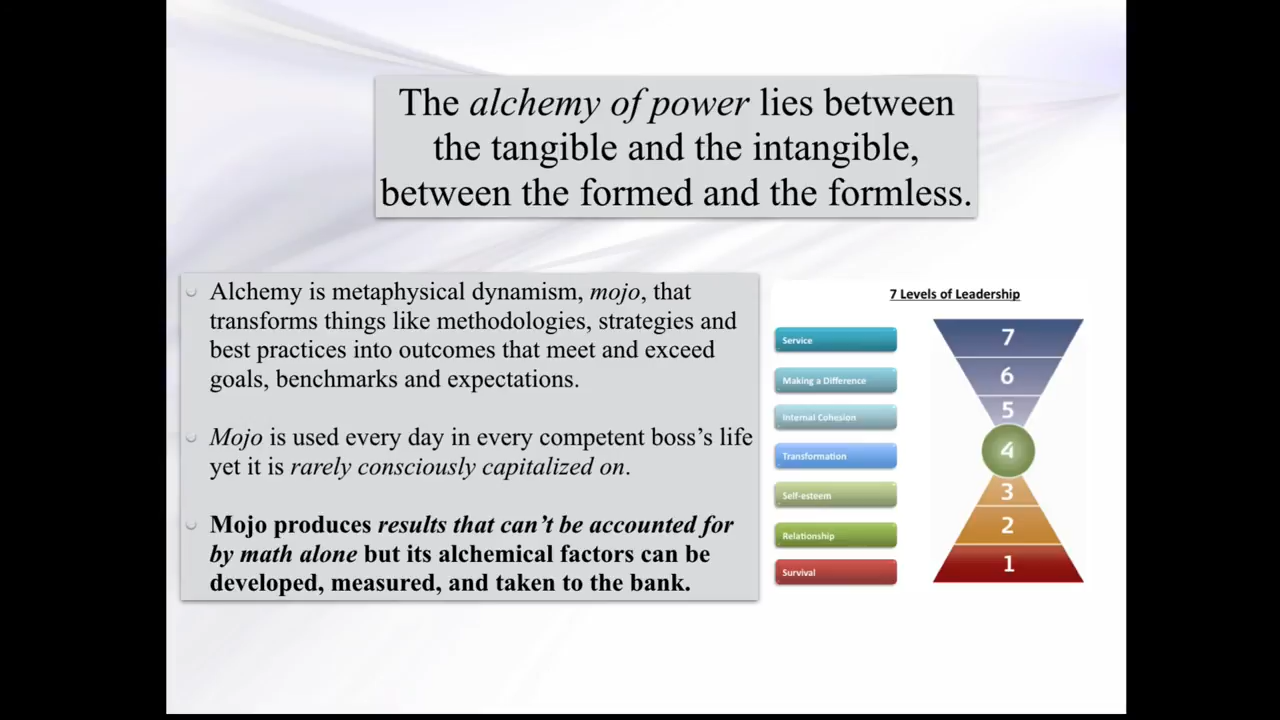 The alchemy of power lies between
the tangible and the intangible,
between the formed and the formless.
Alchemy is metaphysical dynamism, mojo, that
transforms things like methodologies, strategies and
best practices into outcomes that meet and exceed
goals, benchmarks and expectations.
Mojo is used every day in every competent boss’s life
yet it is rarely consciously capitalized on.
Mojo produces results that can’t be accounted for
by math alone but its alchemical factors can be
developed, measured, and taken to the bank.
7 Levels of Leadership
Service
7
Making a Difference
6
Internal Cohesion
5
Transformation
4
Self-esteem
3
Relationship
2
Survival
1